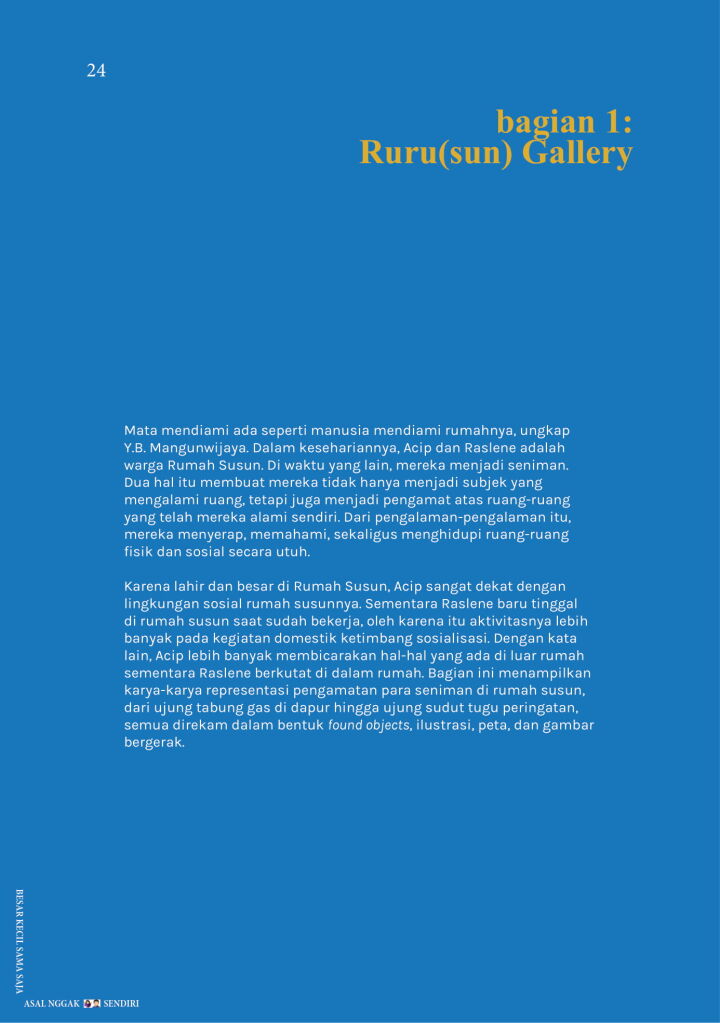 24
bagian 1:
Ruru(sun) Gallery
Mata mendiami ada seperti manusia mendiami rumahnya, ungkap
Y.B. Mangunwijaya. Dalam kesehariannya, Acip dan Raslene adalah
warga Rumah Susun. Di waktu yang lain, mereka menjadi seniman.
Dua hal itu membuat mereka tidak hanya menjadi subjek yang
mengalami ruang, tetapi juga menjadi pengamat atas ruang-ruang
yang telah mereka alami sendiri. Dari pengalaman-pengalaman itu,
mereka menyerap, memahami, sekaligus menghidupi ruang-ruang
fisik dan sosial secara utuh.
Karena lahir dan besar di Rumah Susun, Acip sangat dekat dengan
lingkungan sosial rumah susunnya. Sementara Raslene baru tinggal
di rumah susun saat sudah bekerja, oleh karena itu aktivitasnya lebih
banyak pada kegiatan domestik ketimbang sosialisasi. Dengan kata
lain, Acip lebih banyak membicarakan hal-hal yang ada di luar rumah
sementara Raslene berkutat di dalam rumah. Bagian ini menampilkan
karya-karya representasi pengamatan para seniman di rumah susun,
dari ujung tabung gas di dapur hingga ujung sudut tugu peringatan,
semua direkam dalam bentuk found objects, ilustrasi, peta, dan gambar
bergerak.
BESAR KECIL SAMA SAJA
ASAL NGGAK SENDIRI